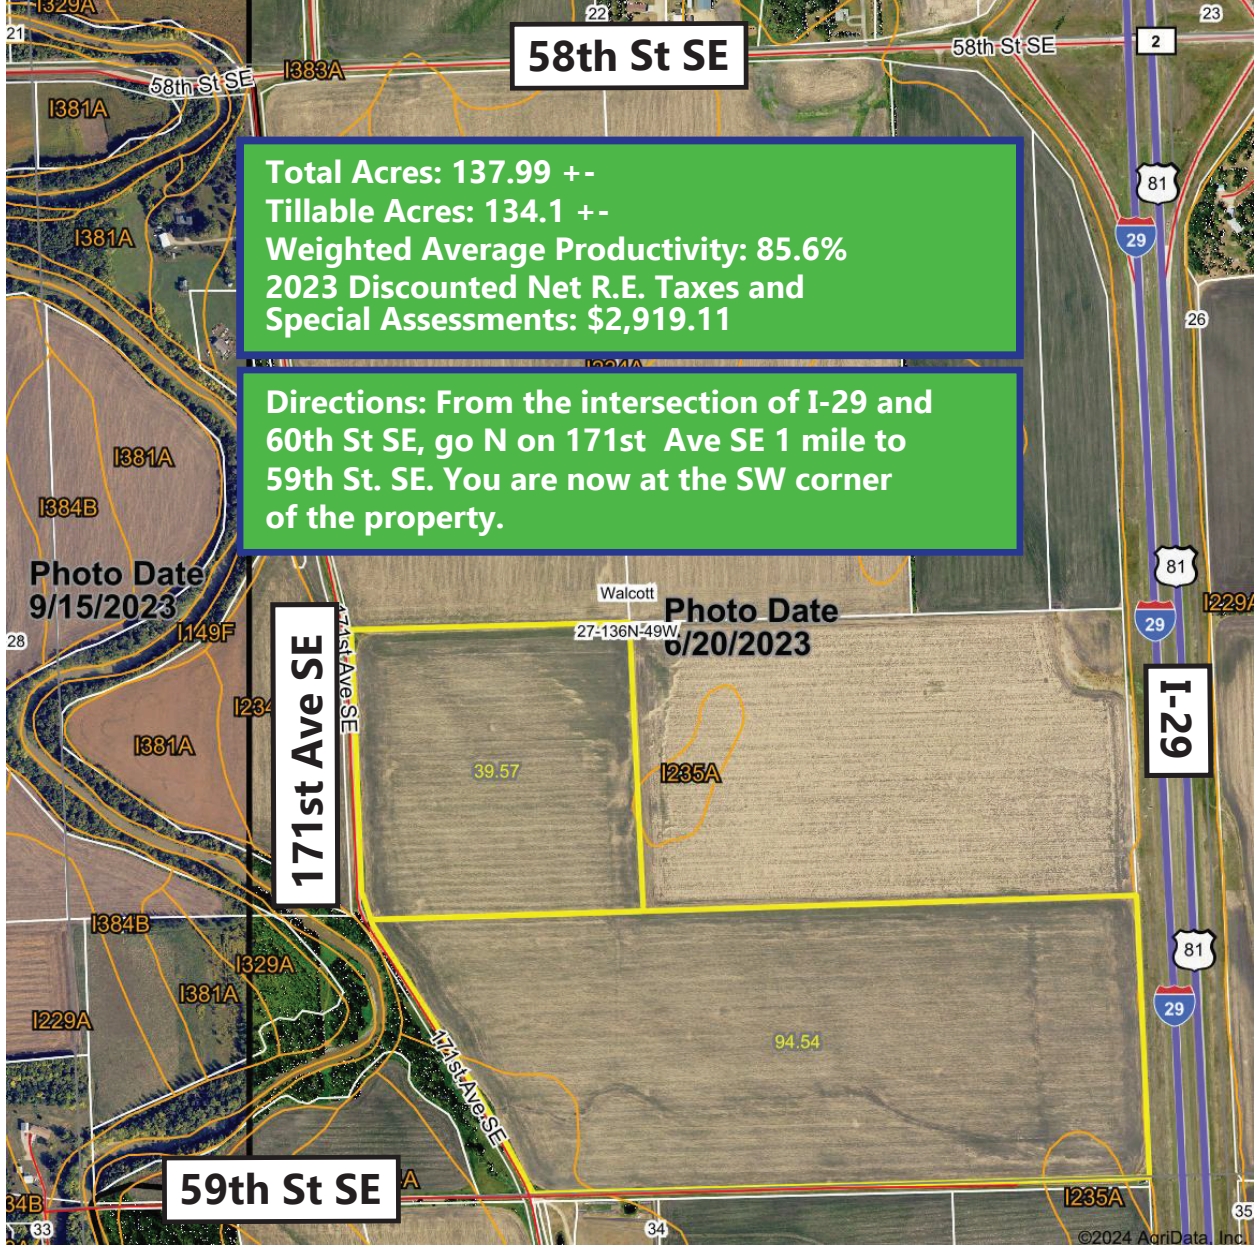 I329A
22
23
21
58th St SE
58th St SE
2
58th St SE
I383A
I381A
81
Total Acres: 137.99 +-
Tillable Acres: 134.1 +-
Weighted Average Productivity: 85.6%
2023 Discounted Net R.E. Taxes and
Special Assessments: $2,919.11
I381A
29
26
I234A
Directions: From the intersection of I-29 and
60th St SE, go N on 171st Ave SE 1 mile to
59th St. SE. You are now at the SW corner
of the property.
I381A
I384B
Photo Date
9/15/2023
81
Walcott
Photo Date
6/20/2023
27-136N-49W
I229A
29
28
I149F
171st Ave SE
171st Ave SE
I-29
I234
I381A
39.57
I235A
I384B
81
I329A
I381A
29
I229A
94.54
171st Ave SE
59th St SE
A
I235A
34B
33
34
35
©2024 AgriData, Inc.